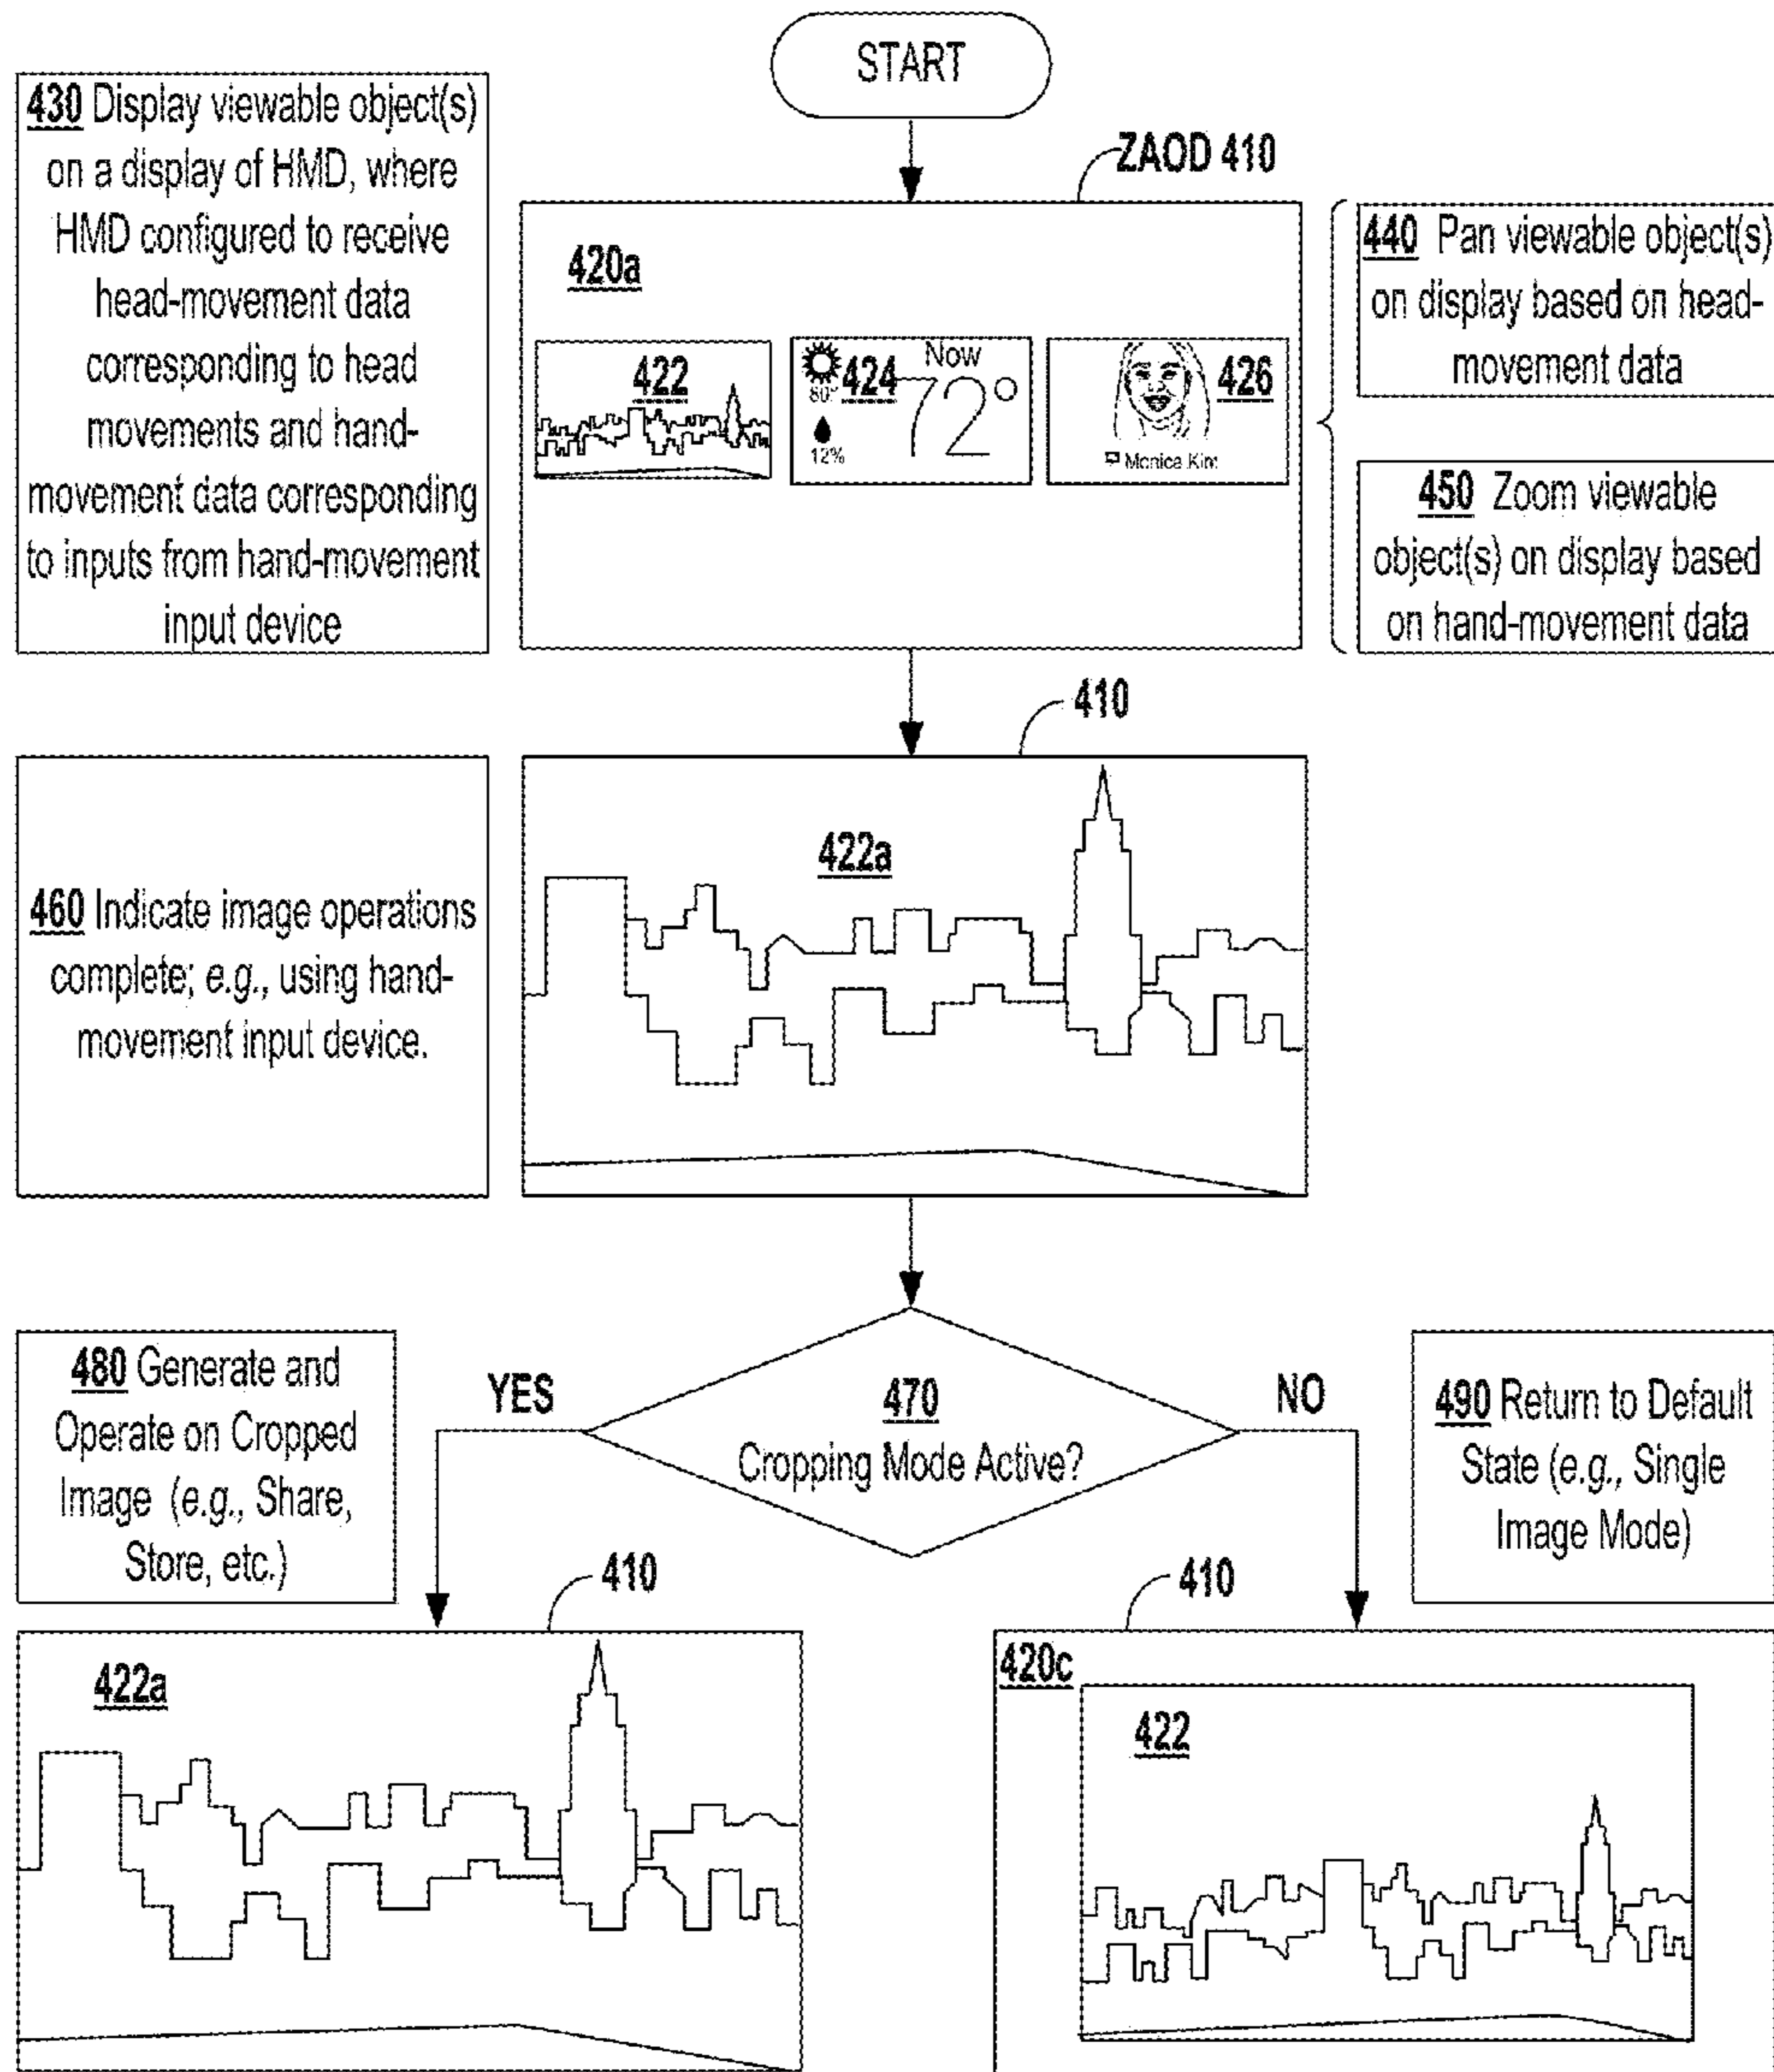 START
430 Display viewable object(s)
on a display of HMD, where
HMD configured to receive
head-movement data
corresponding to head
movements and hand-
movement data corresponding
to inputs from hand-movement
input device
ZAOD 410
420a
422
424
80°
12%
Now
72°
426
Monica Kim
440 Pan viewable object(s)
on display based on head-
movement data
450 Zoom viewable
object(s) on display based
on hand-movement data
410
460 Indicate image operations
complete; e.g., using hand-
movement input device.
422a
480 Generate and
Operate on Cropped
Image (e.g., Share,
Store, etc.)
YES
470
Cropping Mode Active?
NO
490 Return to Default
State (e.g., Single
Image Mode)
410
422a
410
420c
422